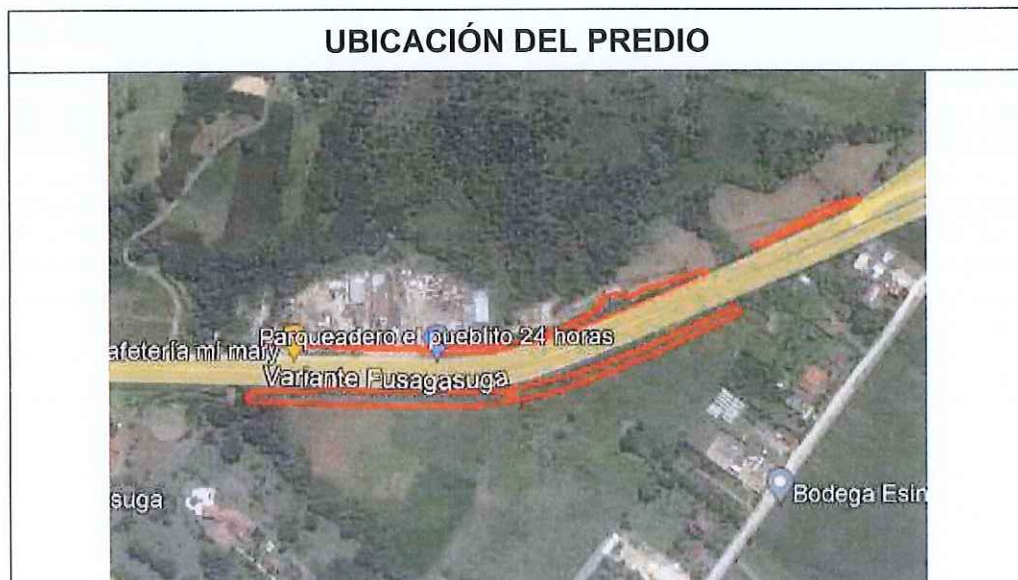 UBICACIÓN DEL PREDIO
Parqueadero el pueblito 24 horas
afetería mi mary
Variante Fusagasuga
suga
Bodega Esin